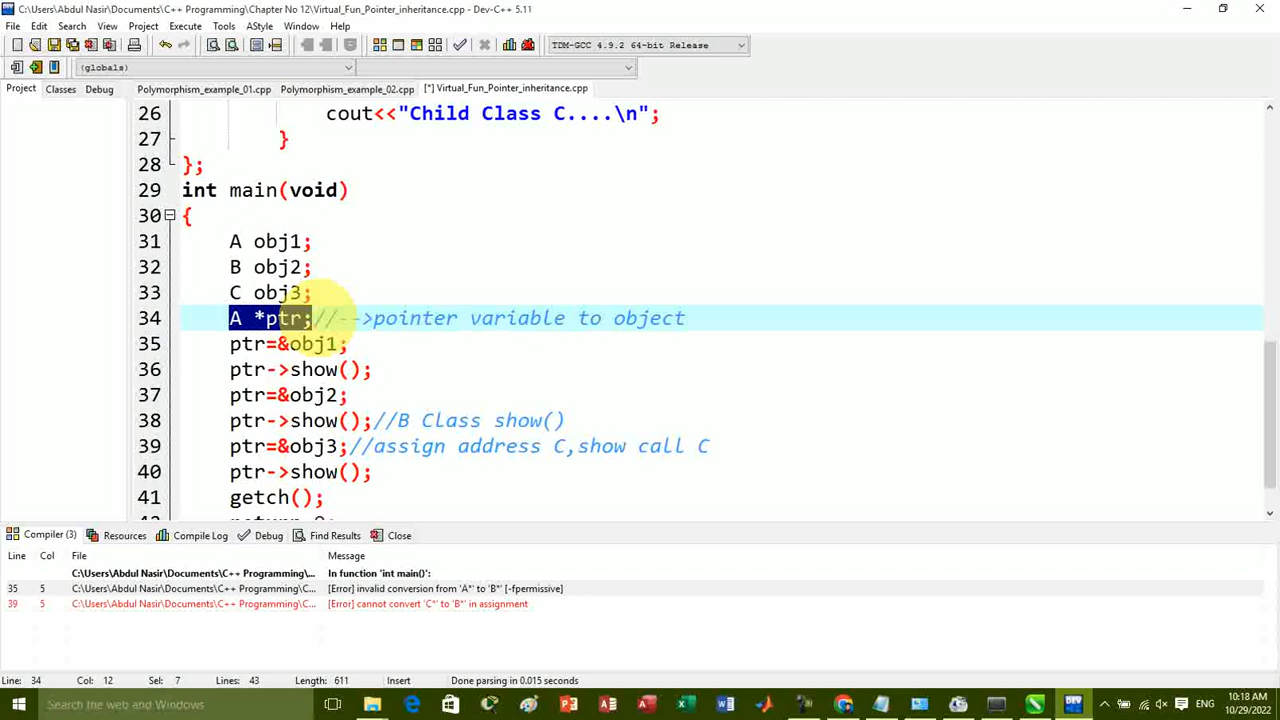 C:\Users\Abdul Nasir\Documents\C++ Programming\Chapter No 12\Virtual_Fun_Pointer_inheritance.cpp - Dev-C++ 5.11
File Edit Search View Project Execute Tools AStyle Window Help
TDM-GCC 4.9.2 64-bit Release
(globals)
Project Classes Debug Polymorphism_example_01.cpp Polymorphism_example_02.cpp [*] Virtual_Fun_Pointer_inheritance.cpp
26 cout<<"Child Class C....\n";
27 }
28 };
29 int main(void)
30 {
31 A obj1;
32 B obj2;
33 C obj3;
34 A *ptr;//-->pointer variable to object
35 ptr=&obj1;
36 ptr->show();
37 ptr=&obj2;
38 ptr->show();//B Class show()
39 ptr=&obj3;//assign address C,show call C
40 ptr->show();
41 getch();
Compiler (3) Resources Compile Log Debug Find Results Close
Line Col File Message
C:\Users\Abdul Nasir\Documents\C++ Programming\... In function 'int main()':
35 5 C:\Users\Abdul Nasir\Documents\C++ Programming\C... [Error] invalid conversion from 'A*' to 'B*' [-fpermissive]
39 5 C:\Users\Abdul Nasir\Documents\C++ Programming\C... [Error] cannot convert 'C*' to 'B*' in assignment
Line: 34 Col: 12 Sel: 7 Lines: 43 Length: 611 Insert Done parsing in 0.015 seconds
Search the web and Windows
ENG
10:18 AM
10/29/2022